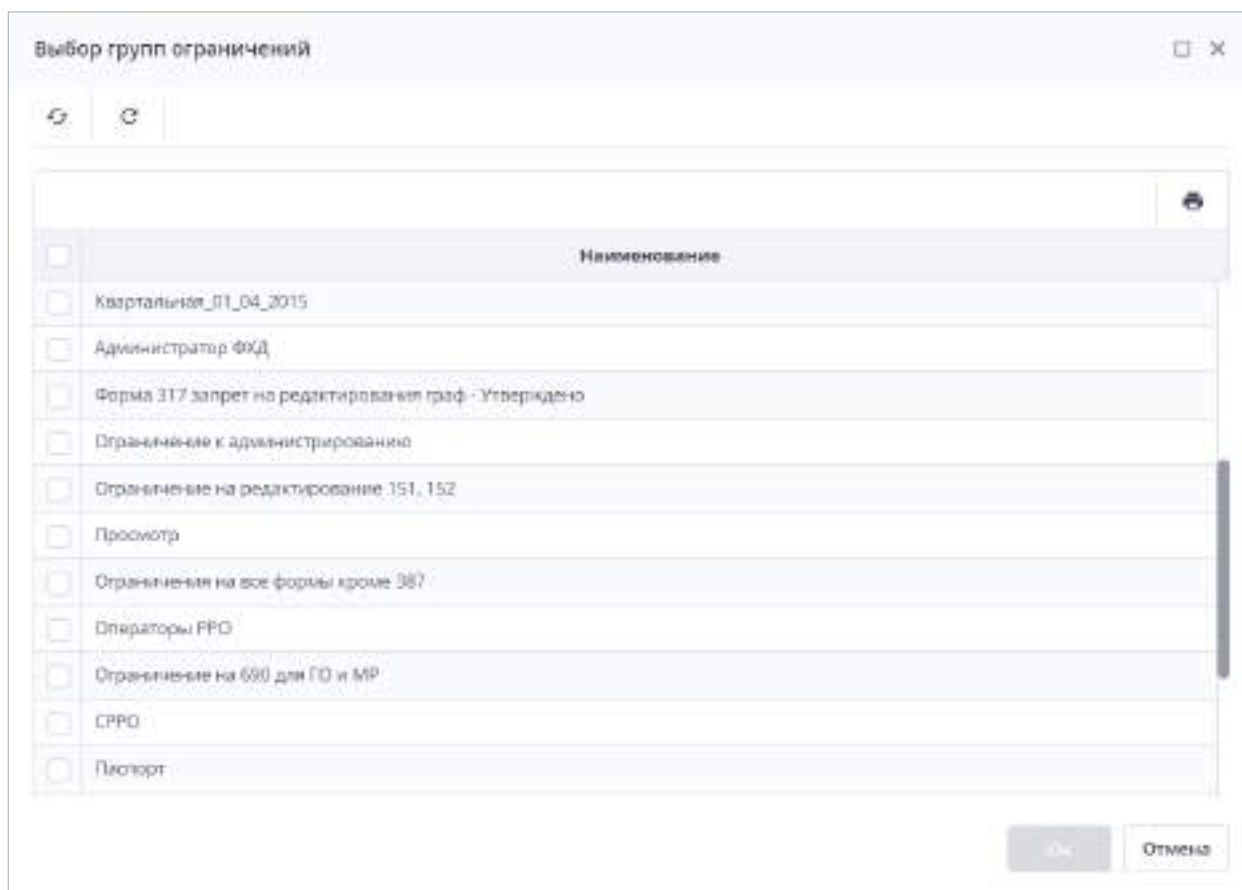 Выбор групп ограничений
Наименование
Квартальная_01_04_2015
Администратор ФХД
Форма 317 запрет на редактирования граф - Утверждено
Ограничение к администрированию
Ограничение на редактирование 151, 152
Просмотр
Ограничения на все формы кроме 387
Операторы РРО
Ограничение на 690 для ГО и МР
СРРО
Паспорт
Ок
Отмена